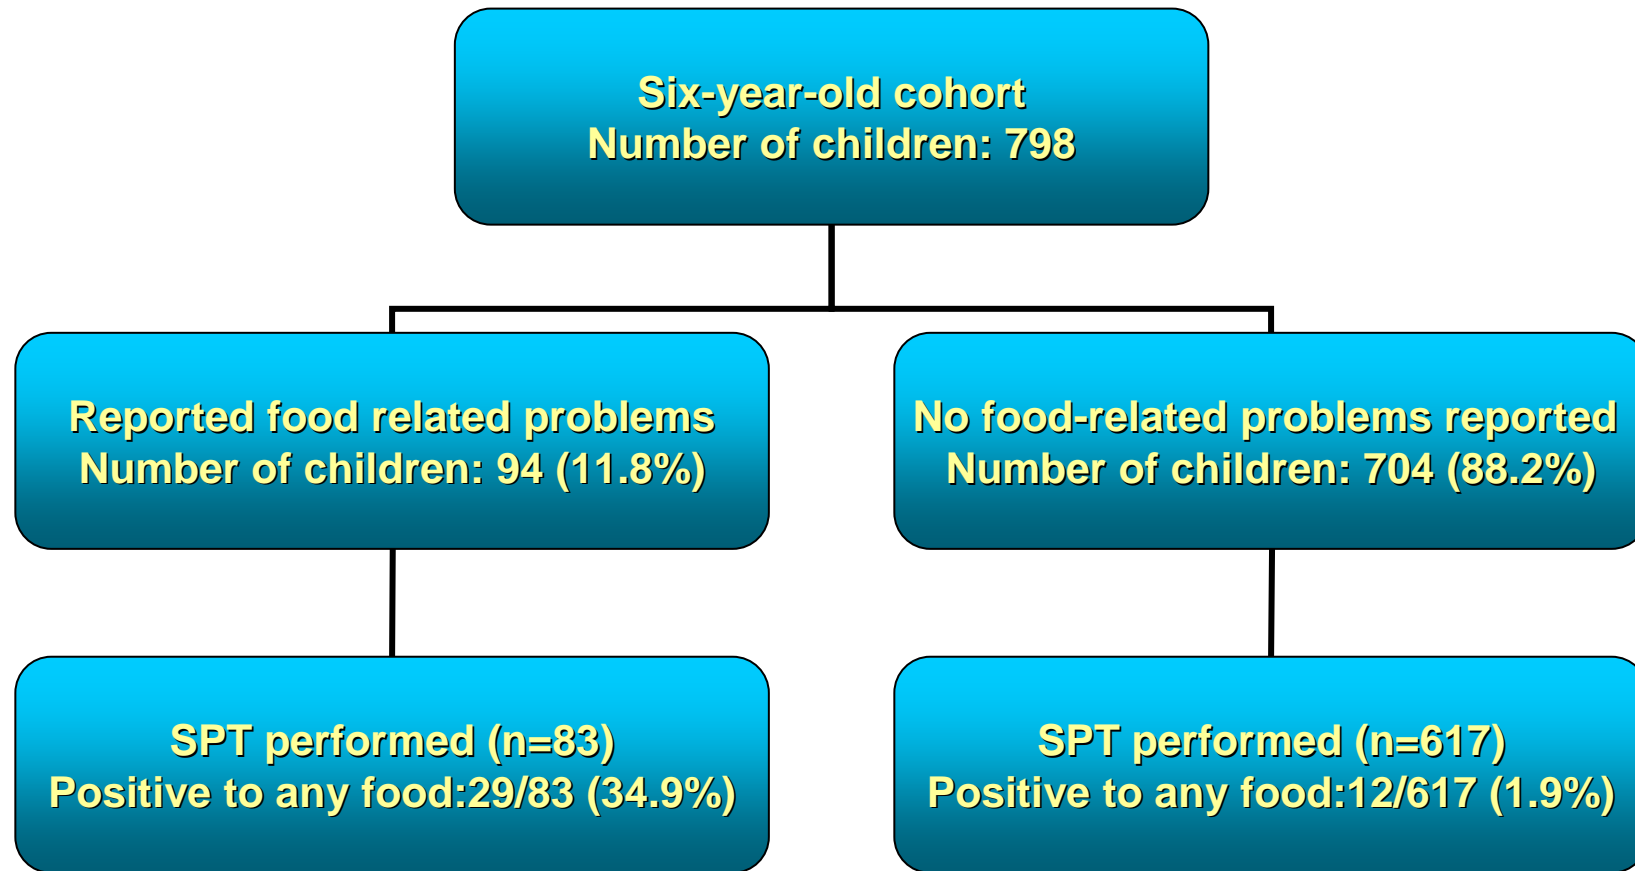 Six-year-old cohort
Number of children: 798
Reported food related problems
Number of children: 94 (11.8%)
No food-related problems reported
Number of children: 704 (88.2%)
SPT performed (n=83)
Positive to any food:29/83 (34.9%)
SPT performed (n=617)
Positive to any food:12/617 (1.9%)